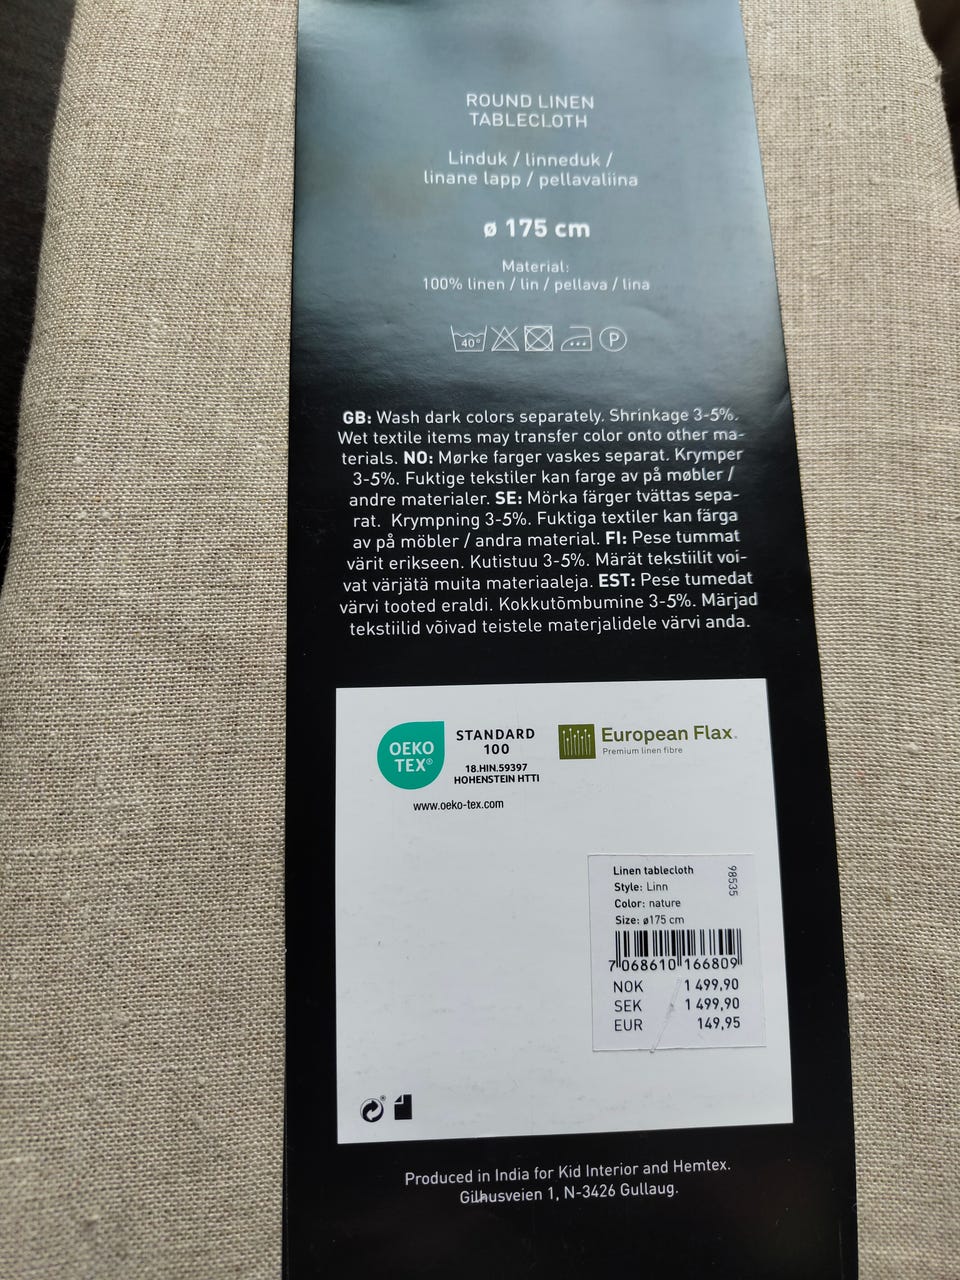 ROUND LINEN
TABLECLOTH
Linduk / linneduk /
linane lapp / pellavaliina
ø 175 cm
Material:
100% linen / lin / pellava / lina
40°
P
GB: Wash dark colors separately. Shrinkage 3-5%.
Wet textile items may transfer color onto other ma-
terials. NO: Mørke farger vaskes separat. Krymper
3-5%. Fuktige tekstiler kan farge av på møbler /
andre materialer. SE: Mörka färger tvättas sepa-
rat. Krympning 3-5%. Fuktiga textiler kan färga
av på möbler / andra material. FI: Pese tummat
värit erikseen. Kutistuu 3-5%. Märät tekstiilit voi-
vat värjätä muita materiaaleja. EST: Pese tumedat
värvi tooted eraldi. Kokkutõmbumine 3-5%. Märjad
tekstiilid võivad teistele materjalidele värvi anda.
OEKO
TEX®
STANDARD
100
18.HIN.59397
HOHENSTEIN HTTI
www.oeko-tex.com
European Flax.
Premium linen fibre
Linen tablecloth
Style: Linn
Color: nature
Size: ø175 cm
98535
7 068610 166809
NOK 1 499,90
SEK 1 499,90
EUR 149,95
Produced in India for Kid Interior and Hemtex.
Gilhusveien 1, N-3426 Gullaug.